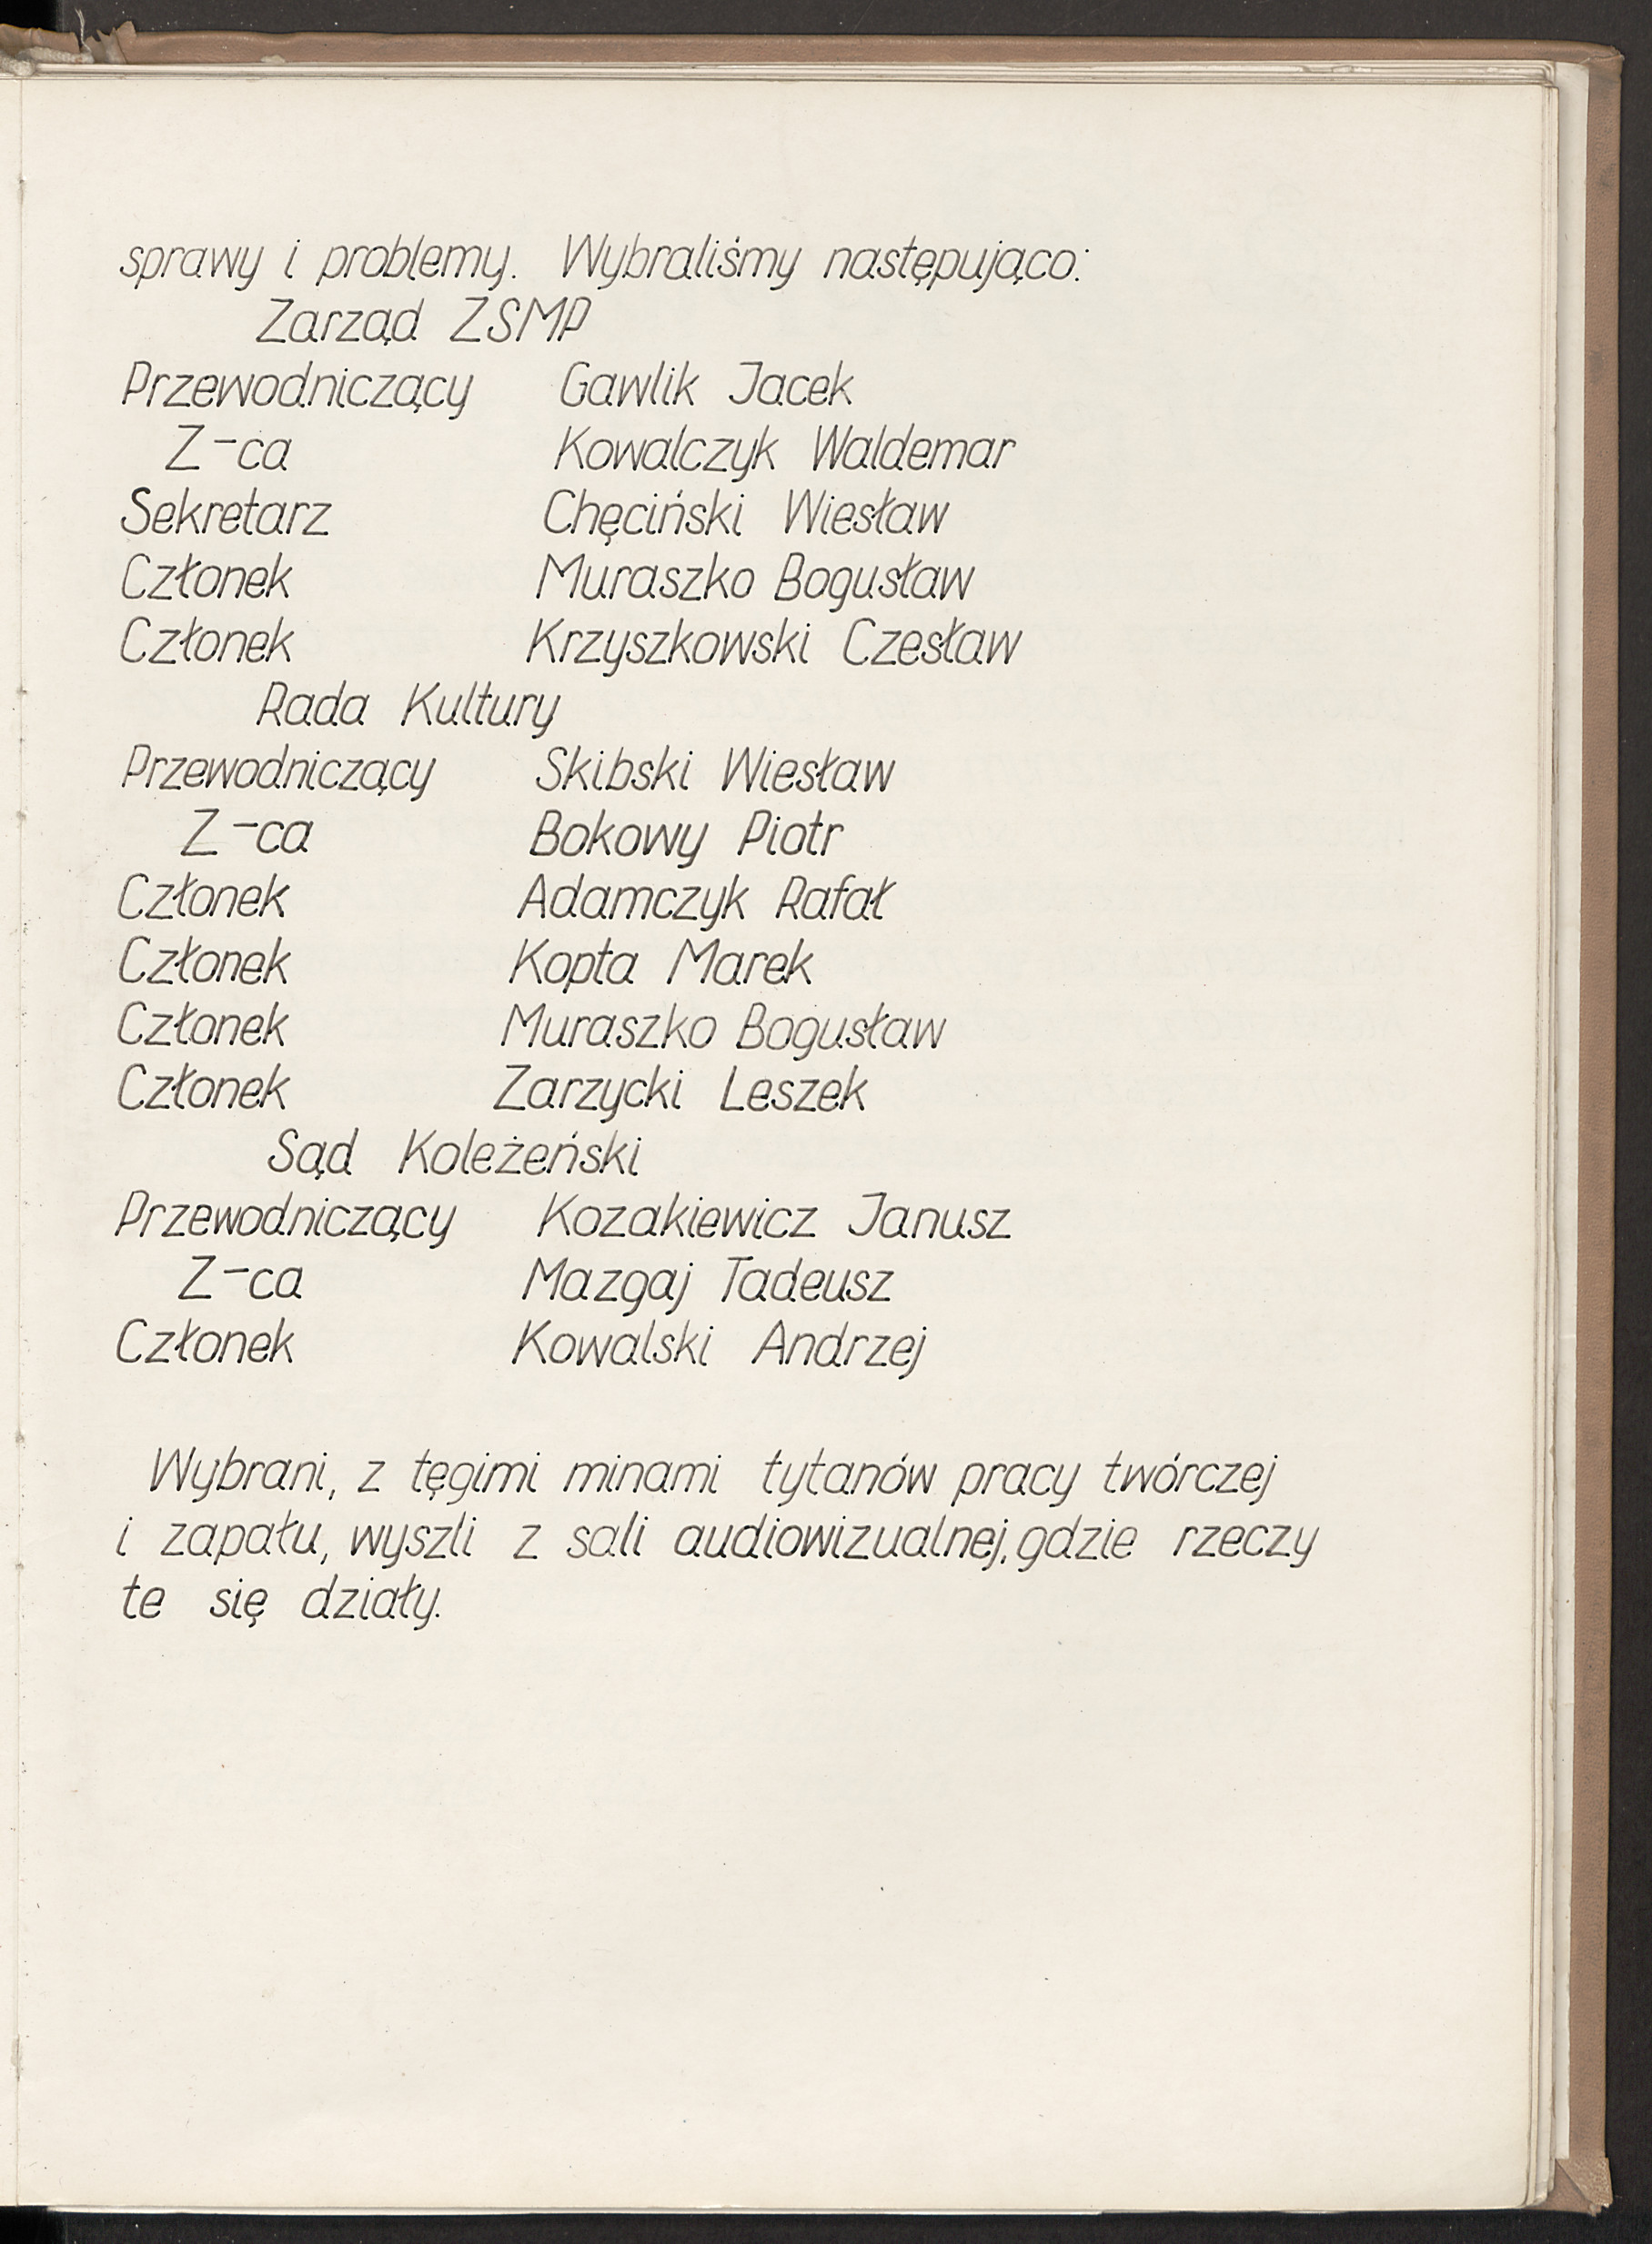 sprawy i problemy. Wybraliśmy następująco:
Zarząd ZSMP
Przewodniczący Gawlik Jacek
Z-ca Kowalczyk Waldemar
Sekretarz Chęciński Wiesław
Członek Muraszko Bogusław
Członek Krzyszkowski Czesław
Rada Kultury
Przewodniczący Skibski Wiesław
Z-ca Bokowy Piotr
Członek Adamczyk Rafał
Członek Kopta Marek
Członek Muraszko Bogusław
Członek Zarzycki Leszek
Sąd Koleżeński
Przewodniczący Kozakiewicz Janusz
Z-ca Mazgaj Tadeusz
Członek Kowalski Andrzej
Wybrani, z tęgimi minami tytanów pracy twórczej
i zapału, wyszli z sali audiowizualnej, gdzie rzeczy
te się działy.